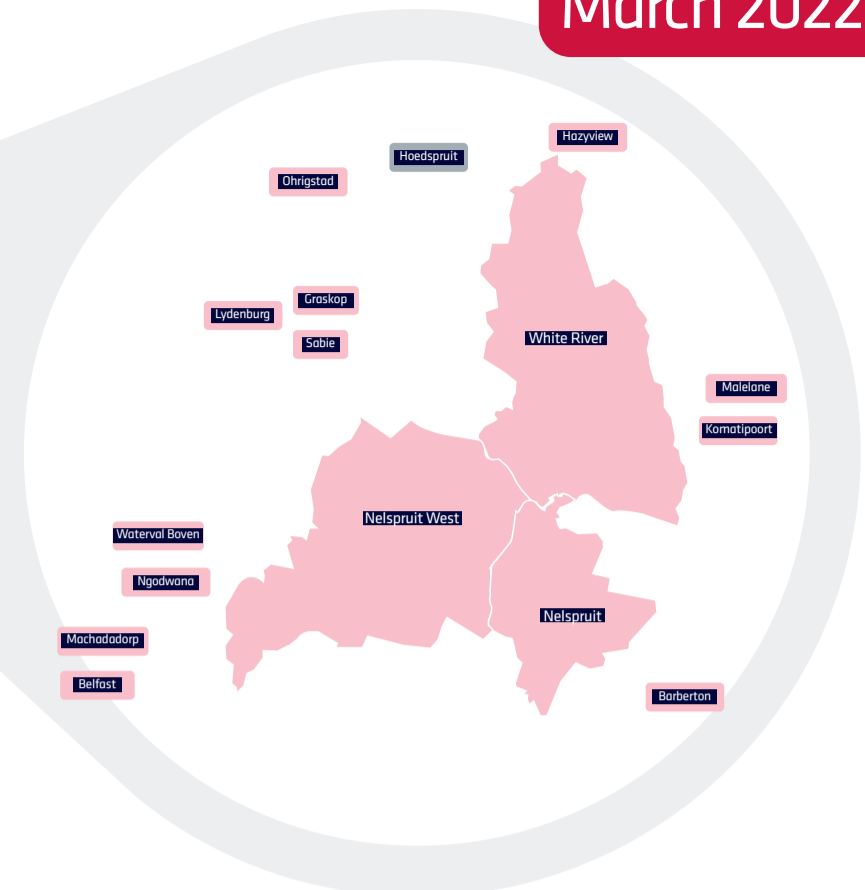 March 2022
Hazyview
Hoedspruit
Ohrigstad
Graskop
Lydenburg
Sabie
White River
Malelane
Komatipoort
Nelspruit West
Waterval Boven
Ngodwana
Nelspruit
Machadadorp
Belfast
Barberton